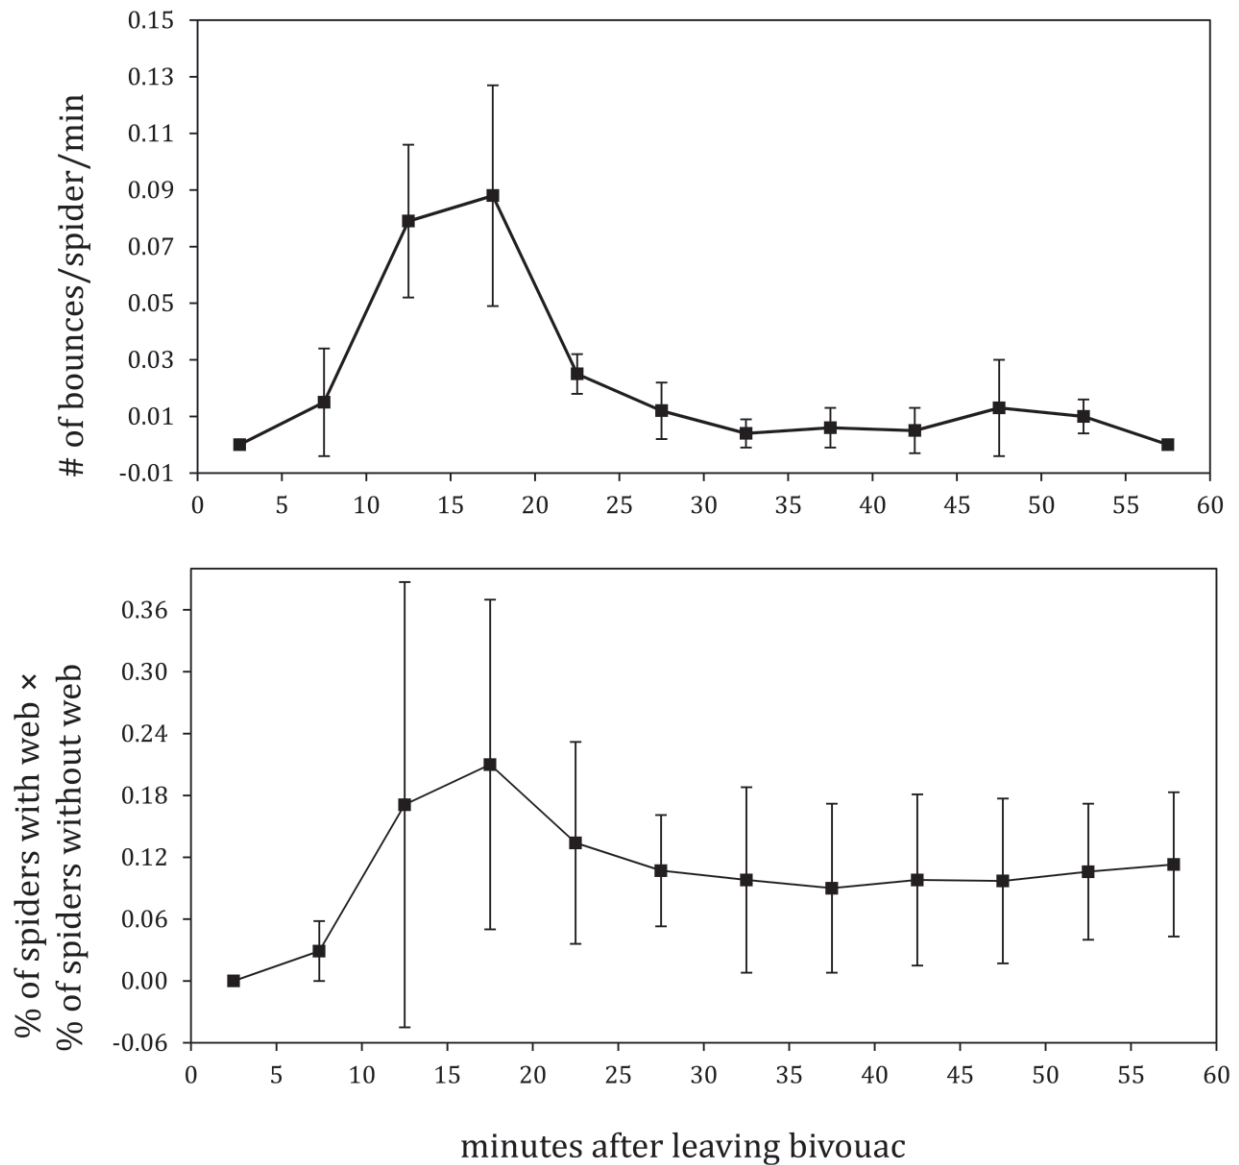 0.15
0.13
0.11
0.09
0.07
0.05
0.03
0.01
-0.01
# of bounces/spider/min
0 5 10 15 20 25 30 35 40 45 50 55 60
0.36
0.30
0.24
0.18
0.12
0.06
0.00
-0.06
% of spiders with web ×
% of spiders without web
0 5 10 15 20 25 30 35 40 45 50 55 60
minutes after leaving bivouac